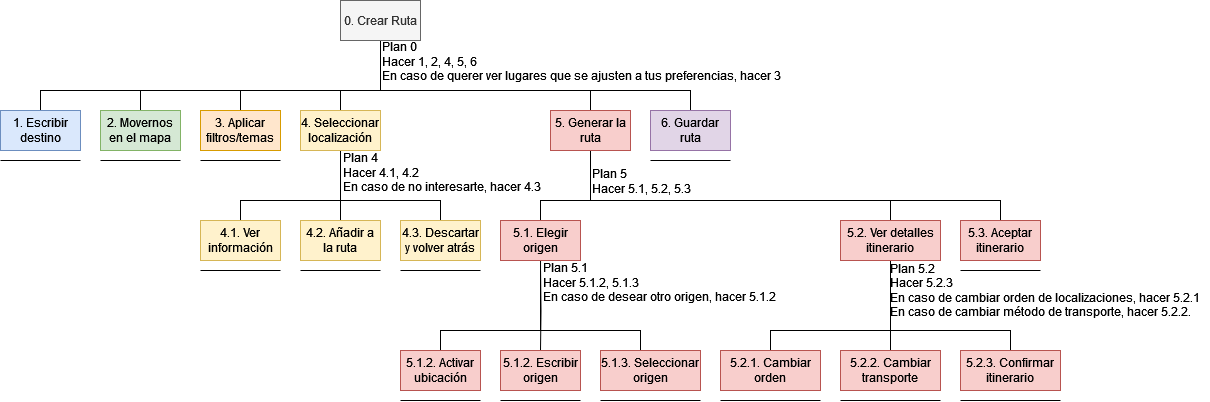 0. Crear Ruta
Plan 0
Hacer 1, 2, 4, 5, 6
En caso de querer ver lugares que se ajusten a tus preferencias, hacer 3
1. Escribir
destino
2. Movernos
en el mapa
3. Aplicar
filtros/temas
4. Seleccionar
localización
5. Generar la
ruta
6. Guardar
ruta
Plan 4
Hacer 4.1, 4.2
En caso de no interesarte, hacer 4.3
Plan 5
Hacer 5.1, 5.2, 5.3
4.1. Ver
información
4.2. Añadir a
la ruta
4.3. Descartar
y volver atrás
5.1. Elegir
origen
5.2. Ver detalles
itinerario
5.3. Aceptar
itinerario
Plan 5.1
Hacer 5.1.2, 5.1.3
En caso de desear otro origen, hacer 5.1.2
Plan 5.2
Hacer 5.2.3
En caso de cambiar orden de localizaciones, hacer 5.2.1
En caso de cambiar método de transporte, hacer 5.2.2.
5.1.2. Activar
ubicación
5.1.2. Escribir
origen
5.1.3. Seleccionar
origen
5.2.1. Cambiar
orden
5.2.2. Cambiar
transporte
5.2.3. Confirmar
itinerario